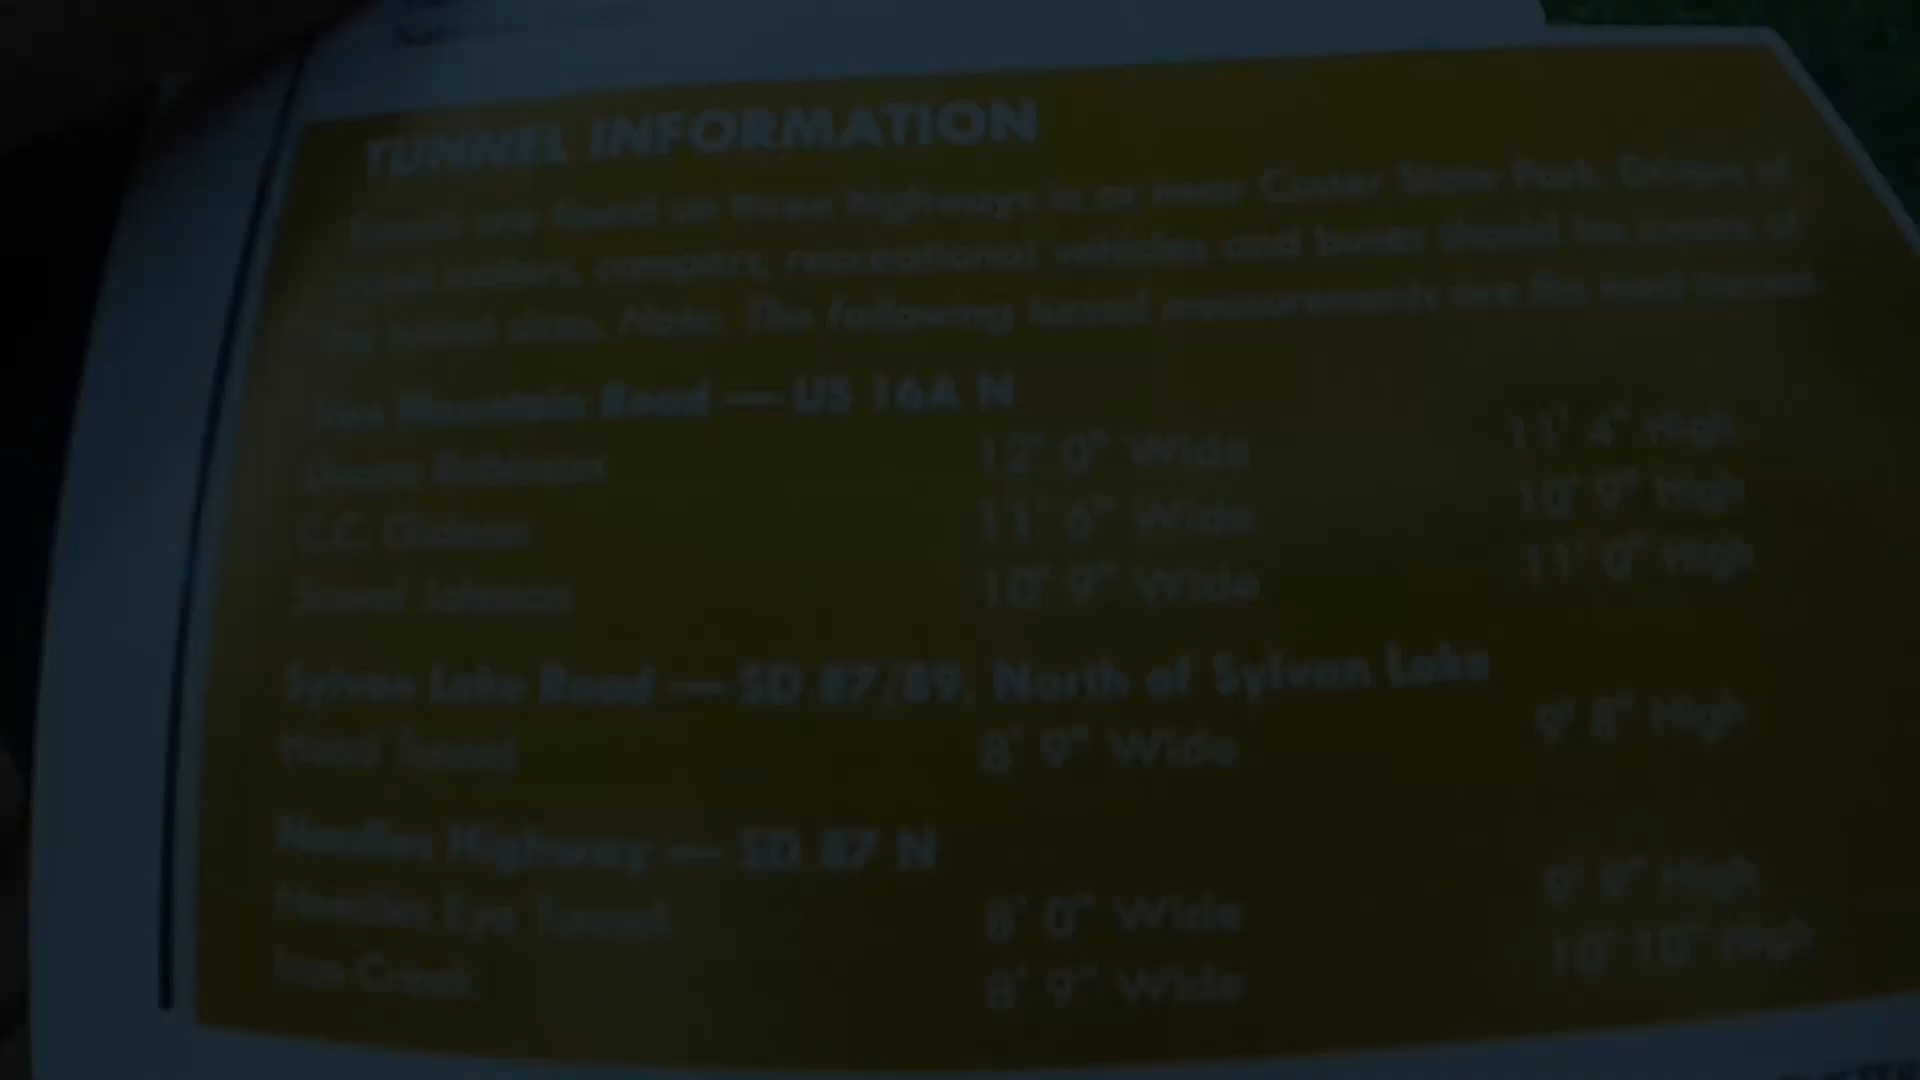 TUNNEL INFORMATION
Tunnels are found on three highways in or near Custer State Park. Drivers of
travel trailers, campers, recreational vehicles and buses should be aware of
the tunnel sizes. Note: The following tunnel measurements are the
Iron Mountain Road — US 16A N
Doane Robinson 12' 0" Wide 11' 4" High
C.C. Gideon 11' 6" Wide 10' 9" High
Scovel Johnson 10' 9" Wide 11' 0" High
Sylvan Lake Road — SD 87/89, North of Sylvan Lake
Hood Tunnel 8' 9" Wide 9' 8" High
Needles Highway — SD 87 N
Needles Eye Tunnel 8' 0" Wide 9' 9" High
Iron Creek 8' 9" Wide 10' 10" High